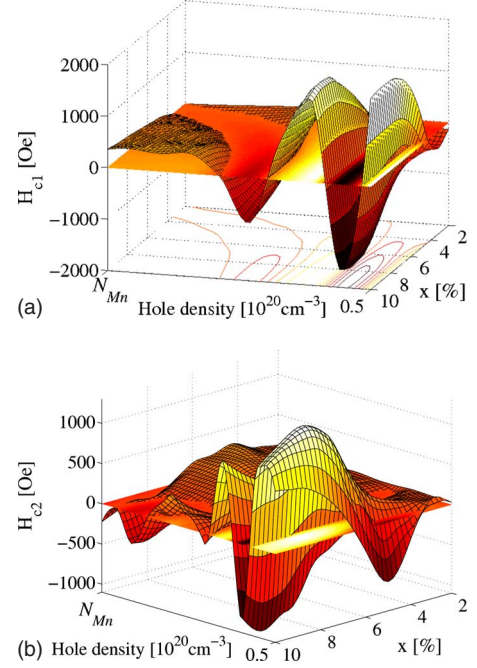 (a)
H_c1 [Oe]
2000
1000
0
−1000
−2000
N_Mn
Hole density [10^20 cm^−3]
0.5
10
8
6
4
2
x [%]
(b)
H_c2 [Oe]
1000
500
0
−500
−1000
N_Mn
Hole density [10^20 cm^−3]
0.5
10
8
6
4
2
x [%]